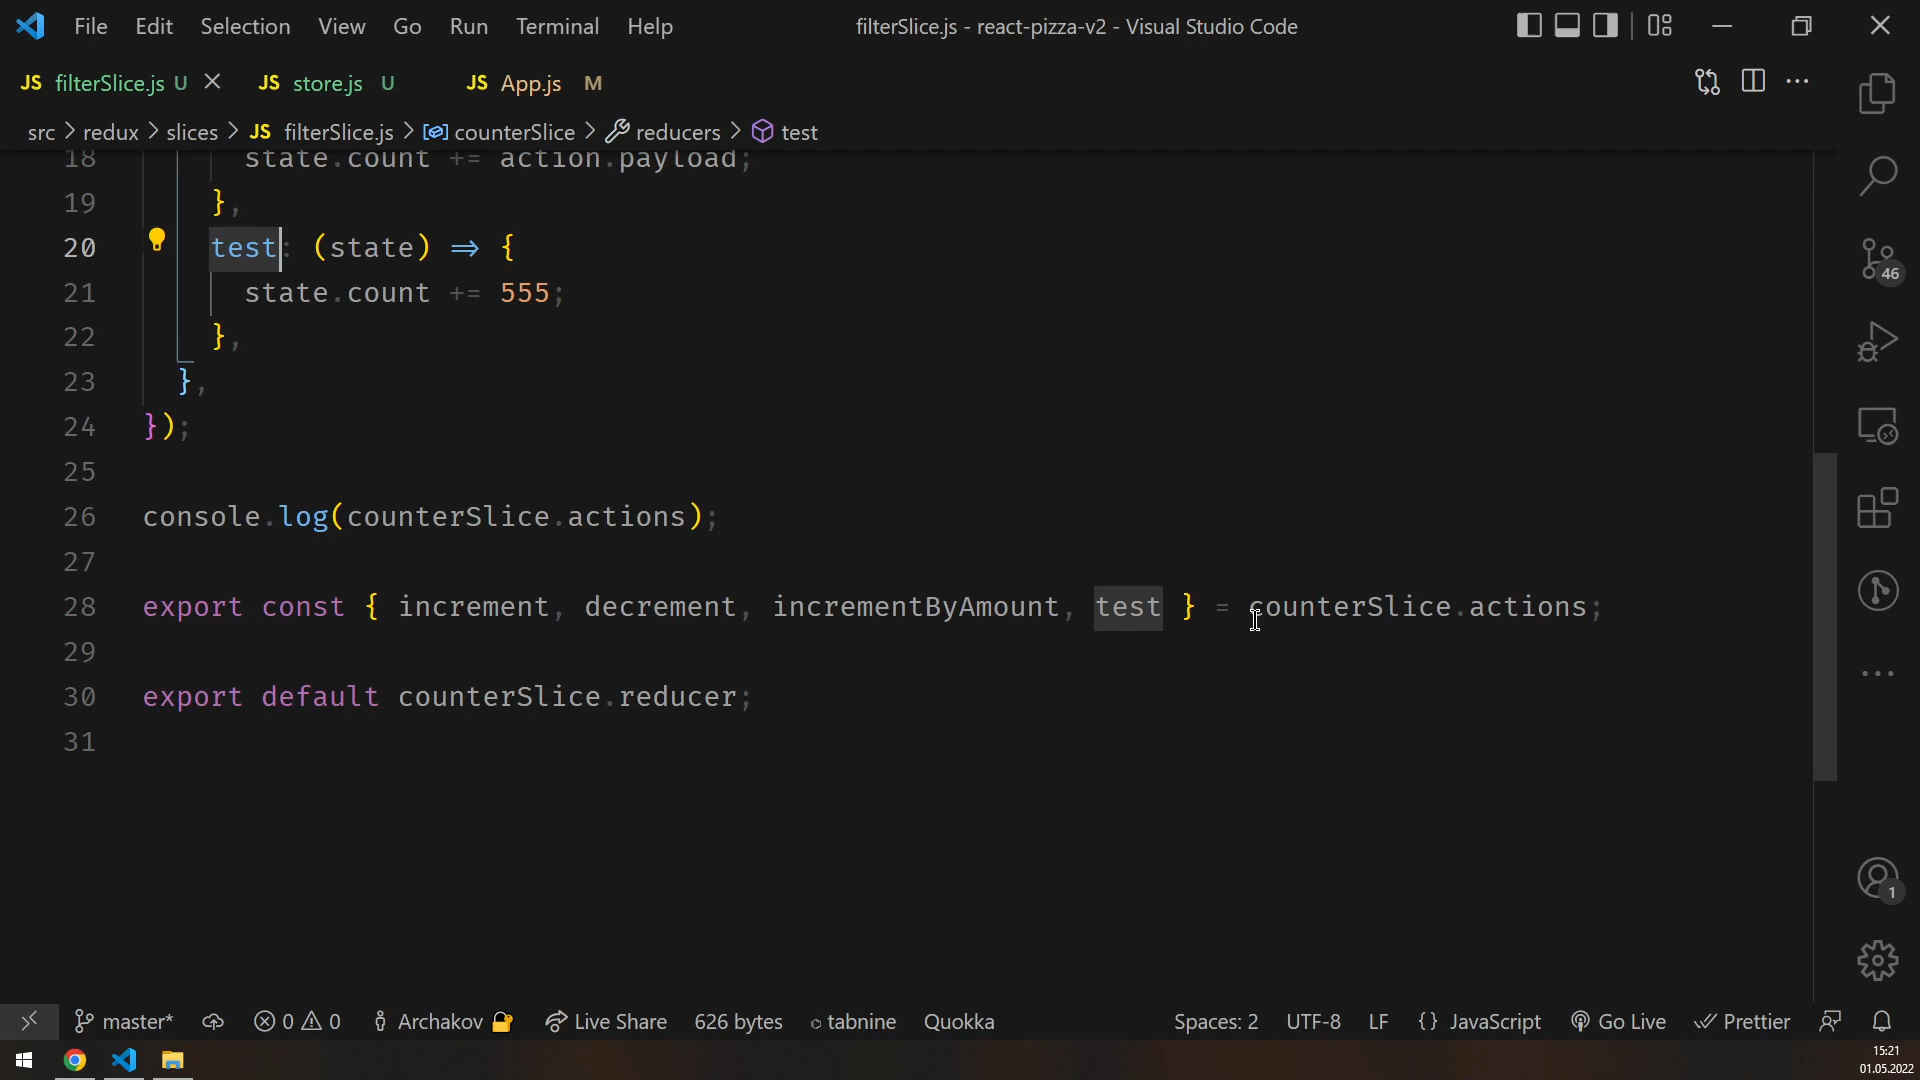 File Edit Selection View Go Run Terminal Help filterSlice.js - react-pizza-v2 - Visual Studio Code
JS filterSlice.js U JS store.js U JS App.js M
src > redux > slices > JS filterSlice.js > counterSlice > reducers > test
18 state.count += action.payload;
19 },
20 test: (state) => {
21 state.count += 555;
22 },
23 },
24 });
25
26 console.log(counterSlice.actions);
27
28 export const { increment, decrement, incrementByAmount, test } = counterSlice.actions;
29
30 export default counterSlice.reducer;
31
46
1
master* 0 0 Archakov Live Share 626 bytes tabnine Quokka Spaces: 2 UTF-8 LF {} JavaScript Go Live Prettier
15:21
01.05.2022